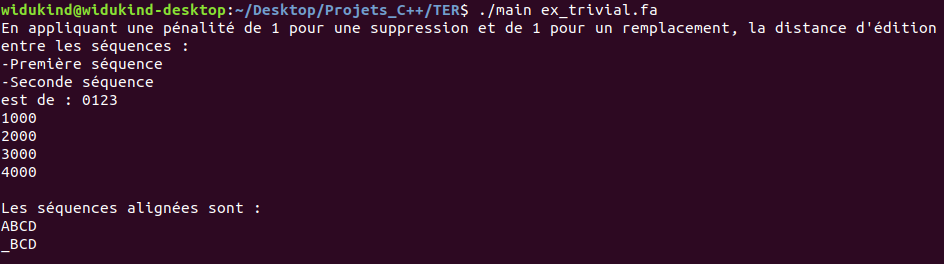 widukind@widukind-desktop:~/Desktop/Projets_C++/TER$ ./main ex_trivial.fa
En appliquant une pénalité de 1 pour une suppression et de 1 pour un remplacement, la distance d'édition
entre les séquences :
-Première séquence
-Seconde séquence
est de : 0123
1000
2000
3000
4000

Les séquences alignées sont :
ABCD
_BCD